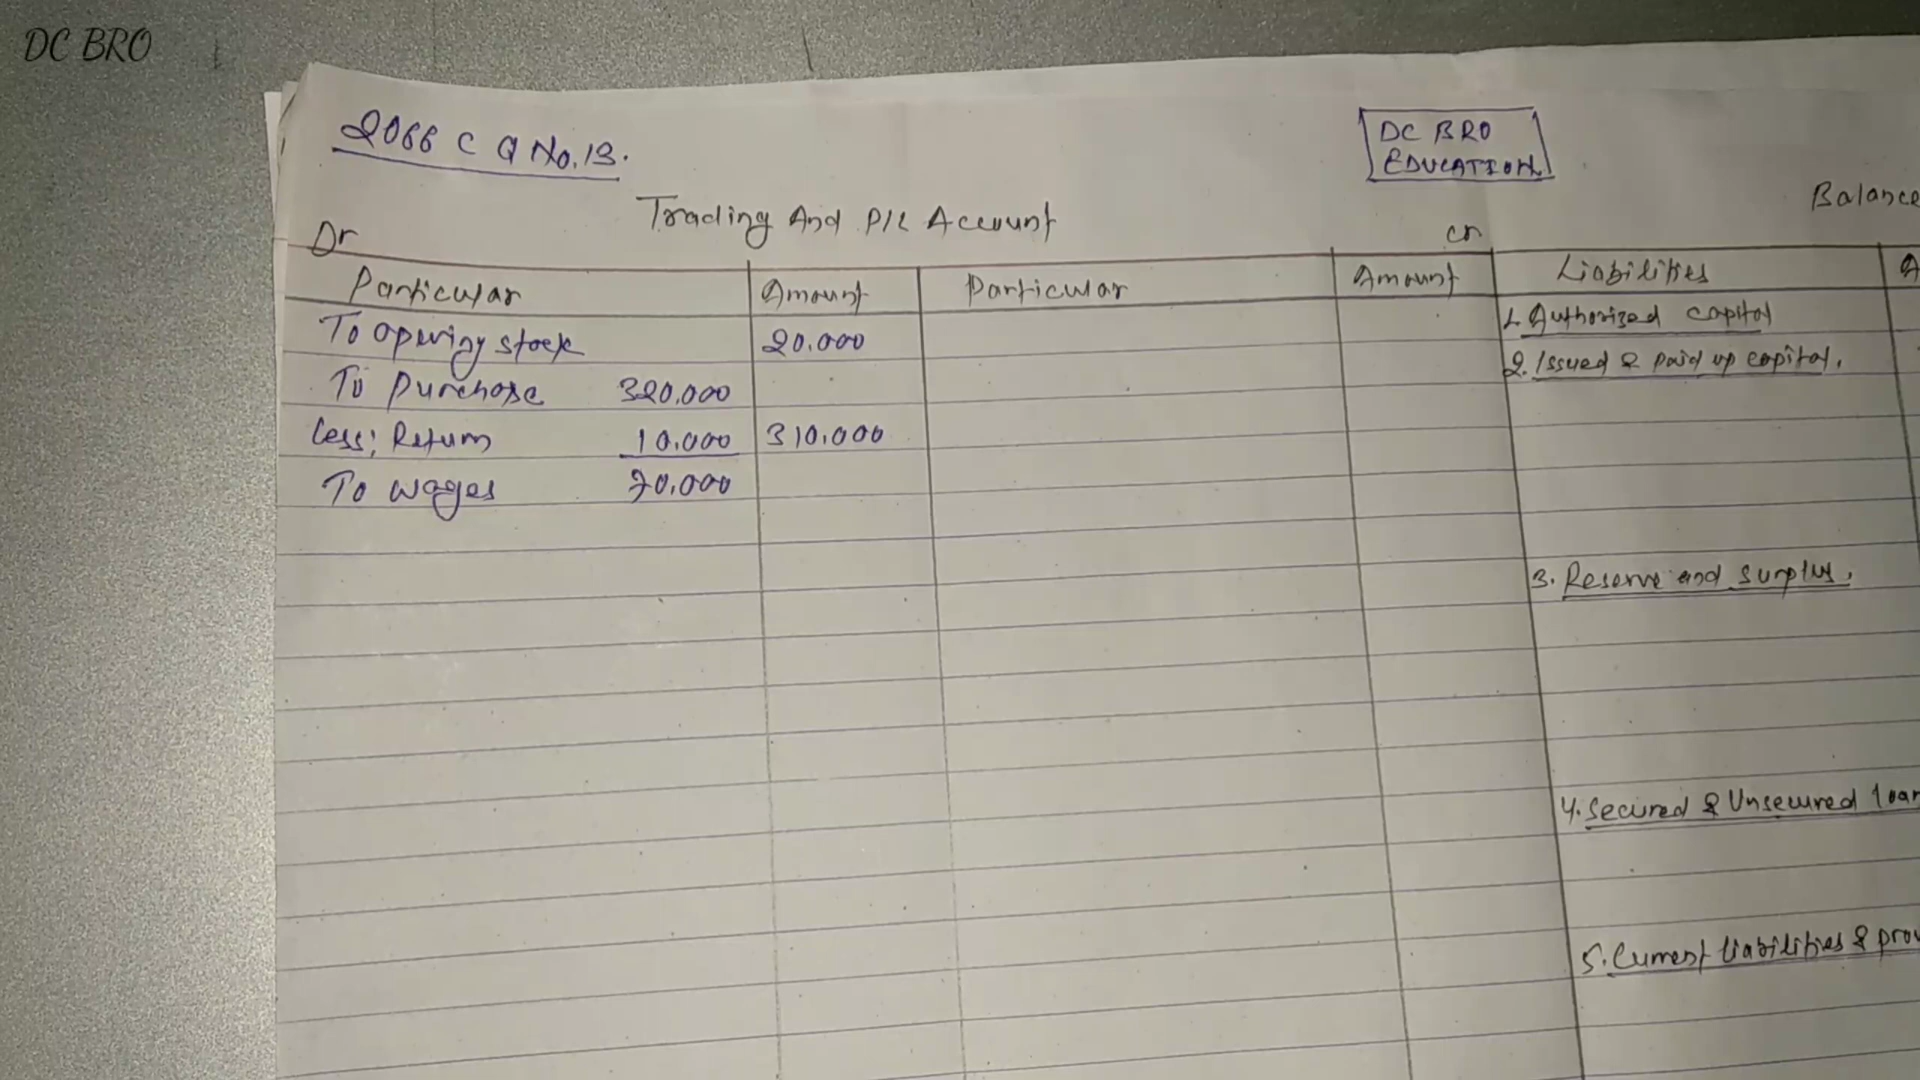 DC BRO
2066 C Q No. 13.
DC BRO
EDUCATION
Trading And P/L Account
Dr
Cr
Particular Amount Particular Amount
To opening stock 20,000
To purchase 320,000
Less; Return 10,000 310,000
To wages 70,000
Balance
Liabilities A
1. Authorized capital
2. Issued & paid up capital.
3. Reserve and surplus.
4. Secured & Unsecured loan
5. Current liabilities & prov